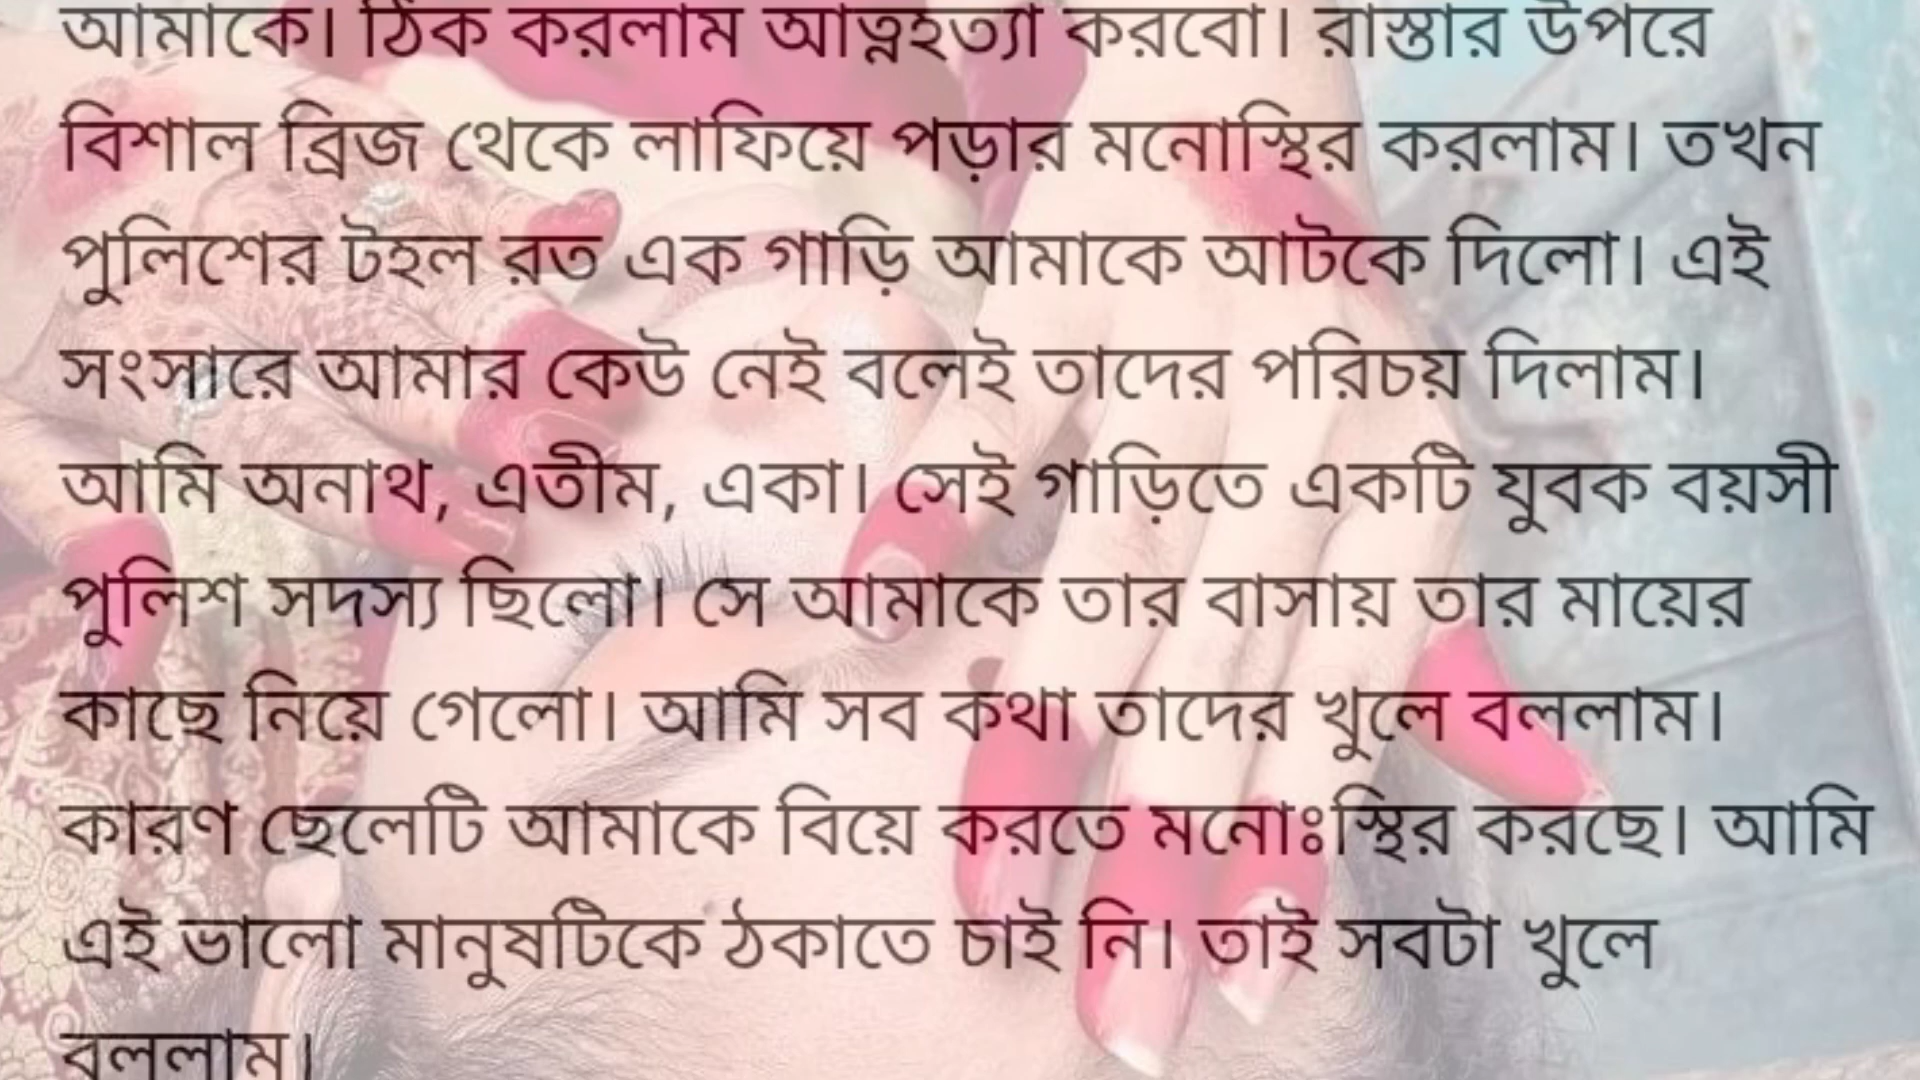 আমাকে। ঠিক করলাম আত্নহত্যা করবো। রাস্তার উপরে
বিশাল ব্রিজ থেকে লাফিয়ে পড়ার মনোস্থির করলাম। তখন
পুলিশের টহল রত এক গাড়ি আমাকে আটকে দিলো। এই
সংসারে আমার কেউ নেই বলেই তাদের পরিচয় দিলাম।
আমি অনাথ, এতীম, একা। সেই গাড়িতে একটি যুবক বয়সী
পুলিশ সদস্য ছিলো। সে আমাকে তার বাসায় তার মায়ের
কাছে নিয়ে গেলো। আমি সব কথা তাদের খুলে বললাম।
কারণ ছেলেটি আমাকে বিয়ে করতে মনোঃস্থির করছে। আমি
এই ভালো মানুষটিকে ঠকাতে চাই নি। তাই সবটা খুলে
বললাম।